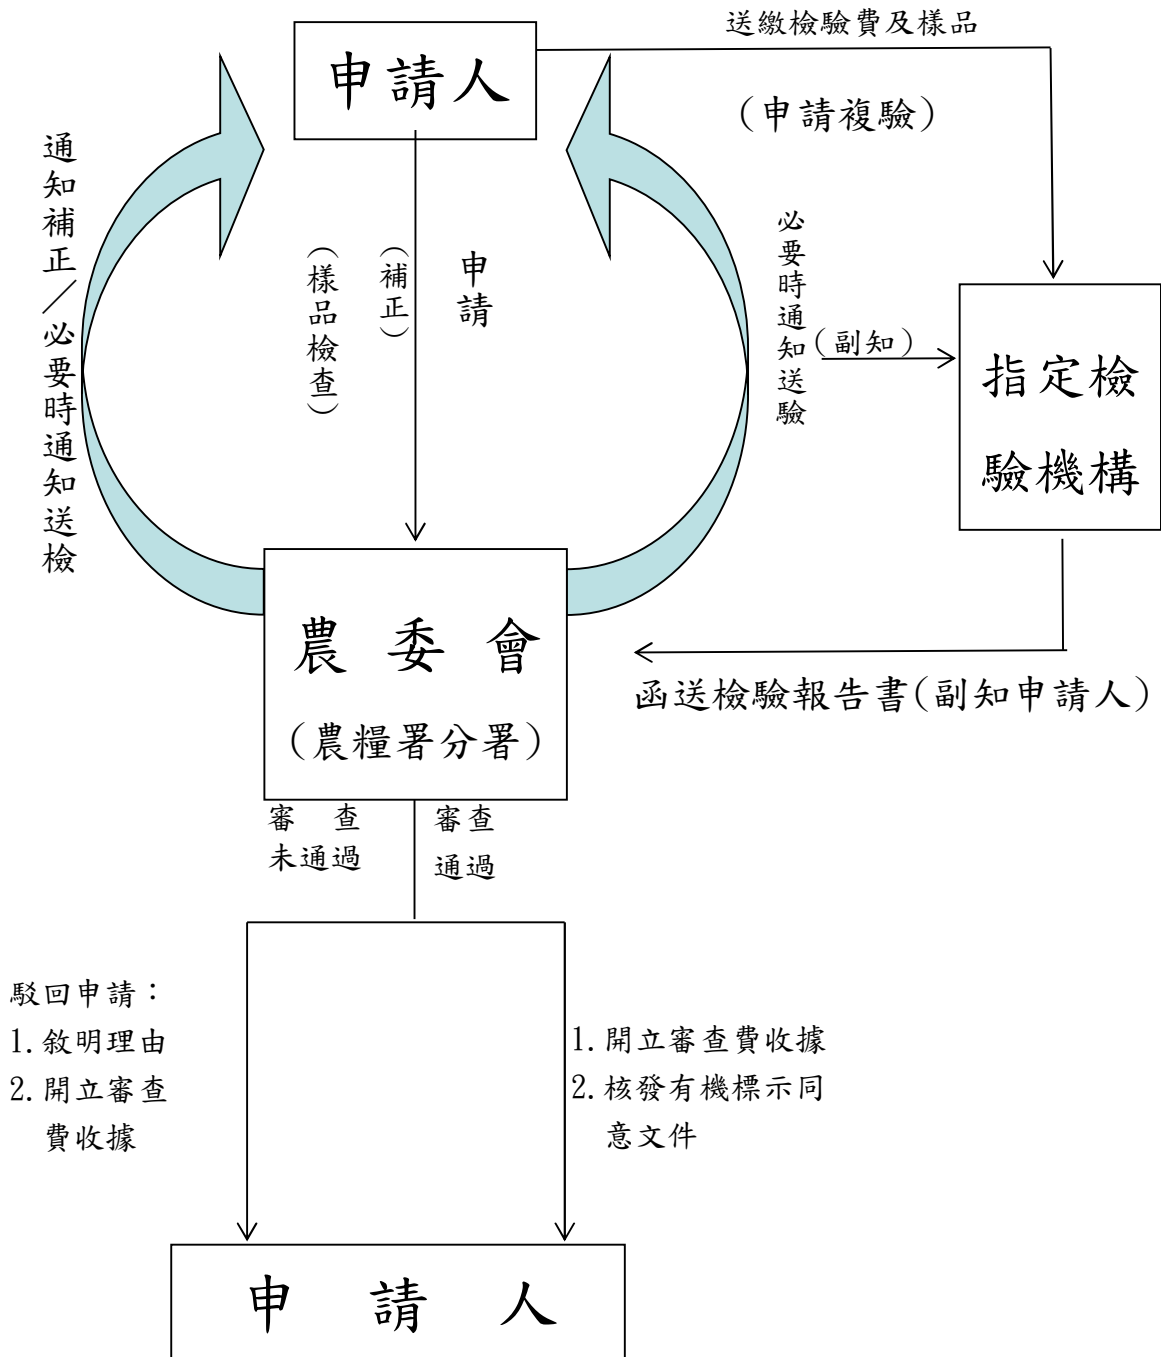 送繳檢驗費及樣品
申請人
(申請複驗)
通知補正／必要時通知送檢
(樣品檢查)
(補正)
申請
必要時通知送驗
(副知)
指定檢
驗機構
農委會
(農糧署分署)
函送檢驗報告書(副知申請人)
審查
未通過
審查
通過
駁回申請：
1.敘明理由
2.開立審查
費收據
1.開立審查費收據
2.核發有機標示同
意文件
申請人